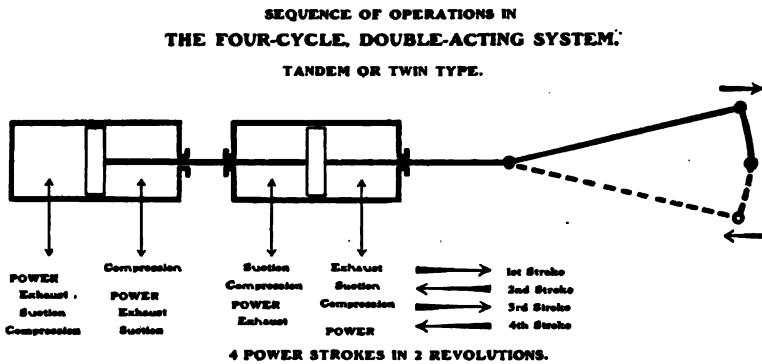 SEQUENCE OF OPERATIONS IN
THE FOUR-CYCLE, DOUBLE-ACTING SYSTEM.
TANDEM OR TWIN TYPE.
POWER
Exhaust.
Suction
Compression
Compression
POWER
Exhaust
Suction
Suction
Compression
POWER
Exhaust
Exhaust
Suction
Compression
POWER
1st Stroke
2nd Stroke
3rd Stroke
4th Stroke
4 POWER STROKES IN 2 REVOLUTIONS.